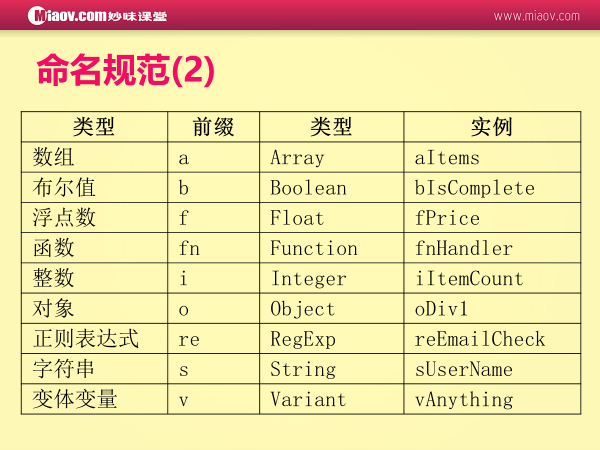 Miaov.com妙味课堂
www.miaov.com
命名规范(2)
类型 前缀 类型 实例
数组 a Array aItems
布尔值 b Boolean bIsComplete
浮点数 f Float fPrice
函数 fn Function fnHandler
整数 i Integer iItemCount
对象 o Object oDiv1
正则表达式 re RegExp reEmailCheck
字符串 s String sUserName
变体变量 v Variant vAnything